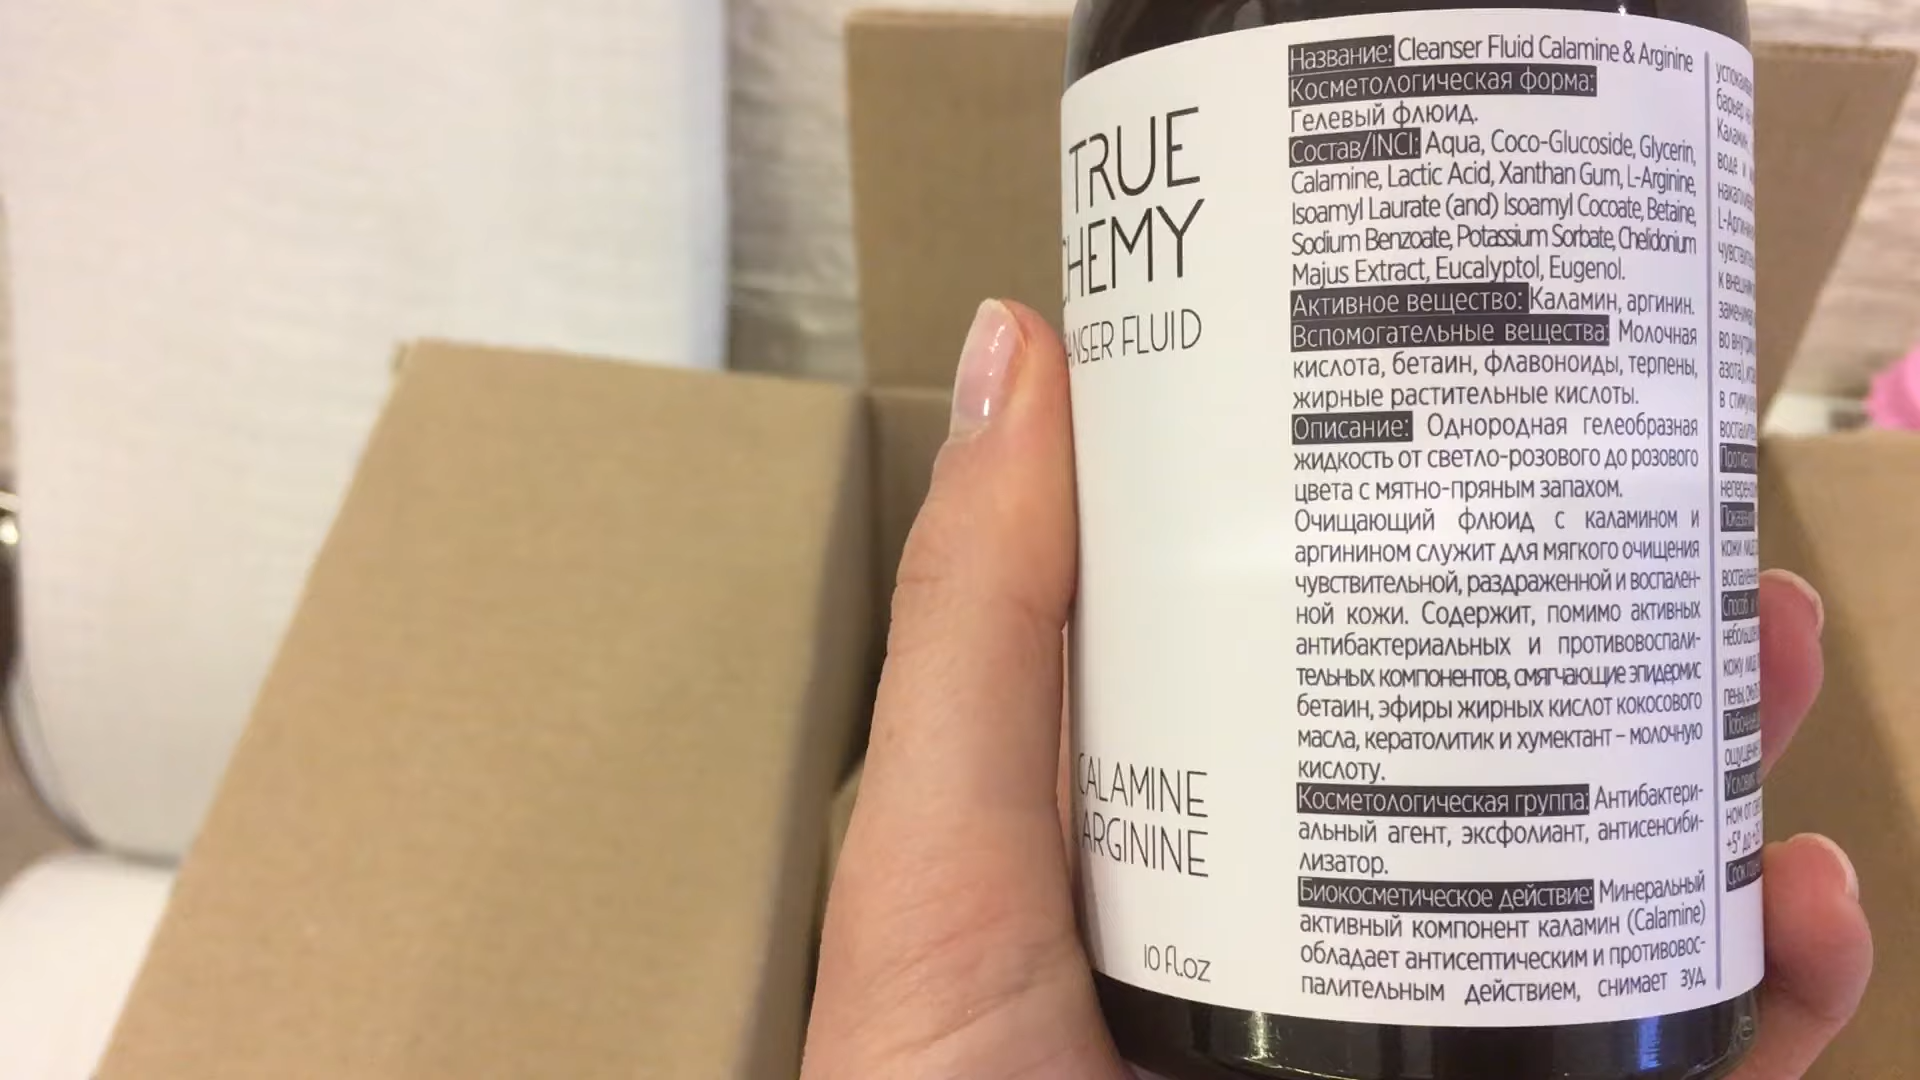 TRUE
CHEMY
ANSER FLUID
CALAMINE
ARGININE
10 fl.oz
Название: Cleanser Fluid Calamine & Arginine
Косметологическая форма:
Гелевый флюид.
Состав/INCI: Aqua, Coco-Glucoside, Glycerin,
Calamine, Lactic Acid, Xanthan Gum, L-Arginine,
Isoamyl Laurate (and) Isoamyl Cocoate, Betaine,
Sodium Benzoate, Potassium Sorbate, Chelidonium
Majus Extract, Eucalyptol, Eugenol.
Активное вещество: Каламин, аргинин.
Вспомогательные вещества: Молочная
кислота, бетаин, флавоноиды, терпены,
жирные растительные кислоты.
Описание: Однородная гелеобразная
жидкость от светло-розового до розового
цвета с мятно-пряным запахом.
Очищающий флюид с каламином и
аргинином служит для мягкого очищения
чувствительной, раздраженной и воспален-
ной кожи. Содержит, помимо активных
антибактериальных и противовоспали-
тельных компонентов, смягчающие эпидермис
бетаин, эфиры жирных кислот кокосового
масла, кератолитик и хумектант – молочную
кислоту.
Косметологическая группа: Антибактери-
альный агент, эксфолиант, антисенсиби-
лизатор.
Биокосметическое действие: Минеральный
активный компонент каламин (Calamine)
обладает антисептическим и противовос-
палительным действием, снимает зуд,